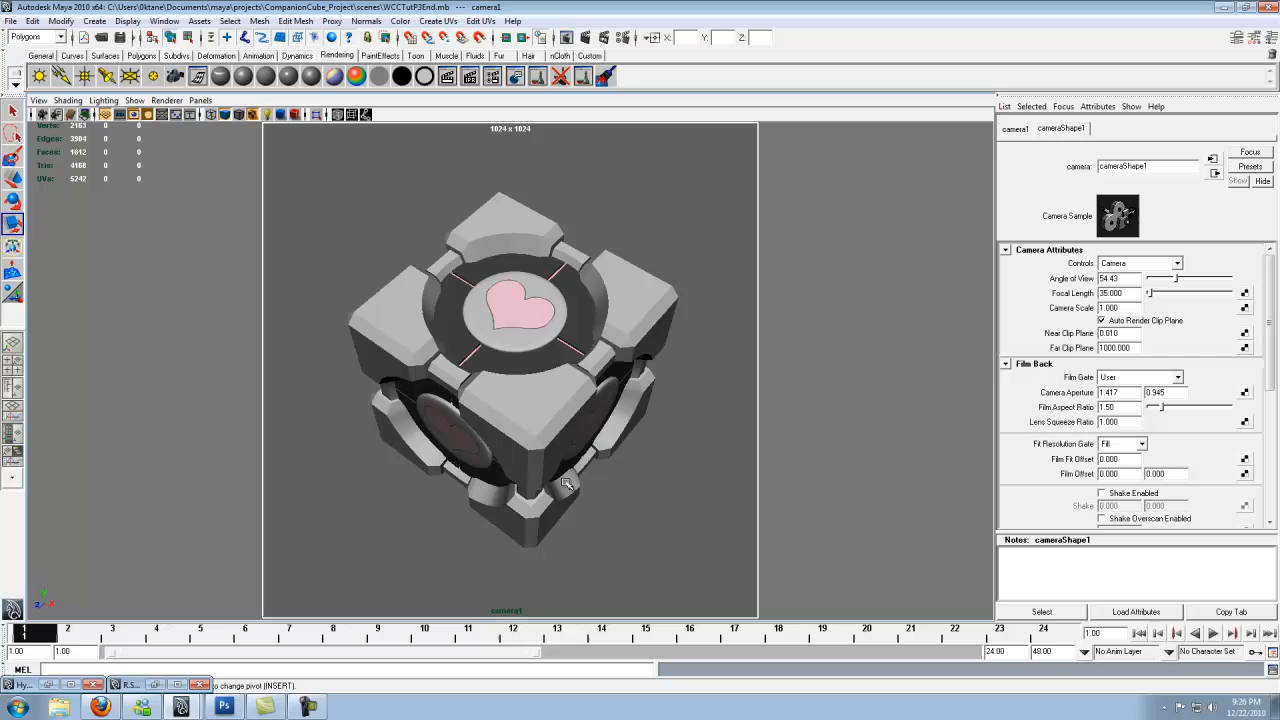 Autodesk Maya 2010 x64: C:\Users\0ktane\Documents\maya\projects\CompanionCube_Project\scenes\WCCTutP3End.mb --- camera1
File Edit Modify Create Display Window Assets Select Mesh Edit Mesh Proxy Normals Color Create UVs Edit UVs Help
Polygons X: Y: Z:
General Curves Surfaces Polygons Subdivs Deformation Animation Dynamics Rendering PaintEffects Toon Muscle Fluids Fur Hair nCloth Custom
View Shading Lighting Show Renderer Panels
List Selected Focus Attributes Show Help
Verts: 2163 0 0
Edges: 3904 0 0
Faces: 1812 0 0
Tris: 4168 0 0
UVs: 5242 0 0
1024 x 1024
camera1
camera1 cameraShape1
Focus
camera: cameraShape1
Presets
Show Hide
Camera Sample
Camera Attributes
Controls Camera
Angle of View 54.43
Focal Length 35.000
Camera Scale 1.000
Auto Render Clip Plane
Near Clip Plane 0.010
Far Clip Plane 1000.000
Film Back
Film Gate User
Camera Aperture 1.417 0.945
Film Aspect Ratio 1.50
Lens Squeeze Ratio 1.000
Fit Resolution Gate Fill
Film Fit Offset 0.000
Film Offset 0.000 0.000
Shake Enabled
Shake 0.000 0.000
Shake Overscan Enabled
Notes: cameraShape1
Select Load Attributes Copy Tab
1 2 3 4 5 6 7 8 9 10 11 12 13 14 15 16 17 18 19 20 21 22 23 24 1.00
1
1.00 1.00 24.00 48.00 No Anim Layer No Character Set
MEL
Hy... R.S... to change pivot (INSERT).
Ps
9:26 PM
12/22/2010